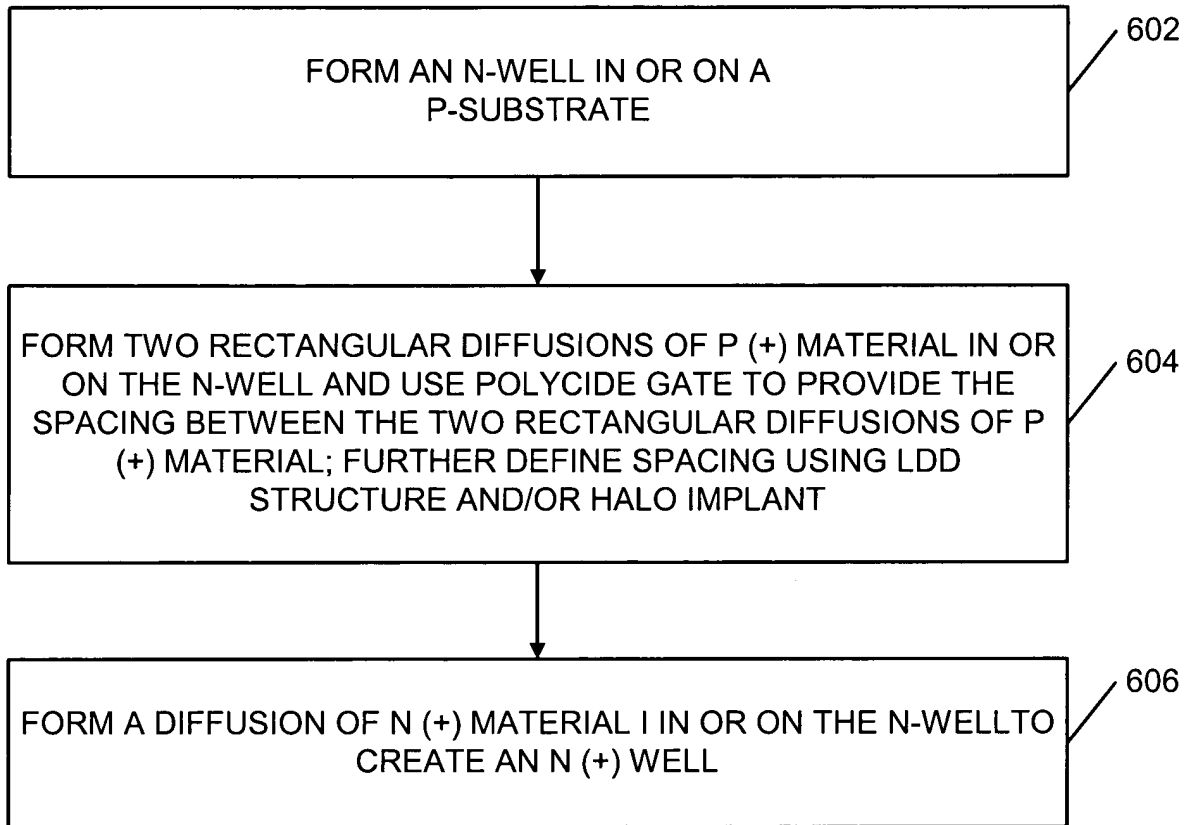 FORM AN N-WELL IN OR ON A
P-SUBSTRATE
602
FORM TWO RECTANGULAR DIFFUSIONS OF P (+) MATERIAL IN OR
ON THE N-WELL AND USE POLYCIDE GATE TO PROVIDE THE
SPACING BETWEEN THE TWO RECTANGULAR DIFFUSIONS OF P
(+) MATERIAL; FURTHER DEFINE SPACING USING LDD
STRUCTURE AND/OR HALO IMPLANT
604
FORM A DIFFUSION OF N (+) MATERIAL I IN OR ON THE N-WELLTO
CREATE AN N (+) WELL
606